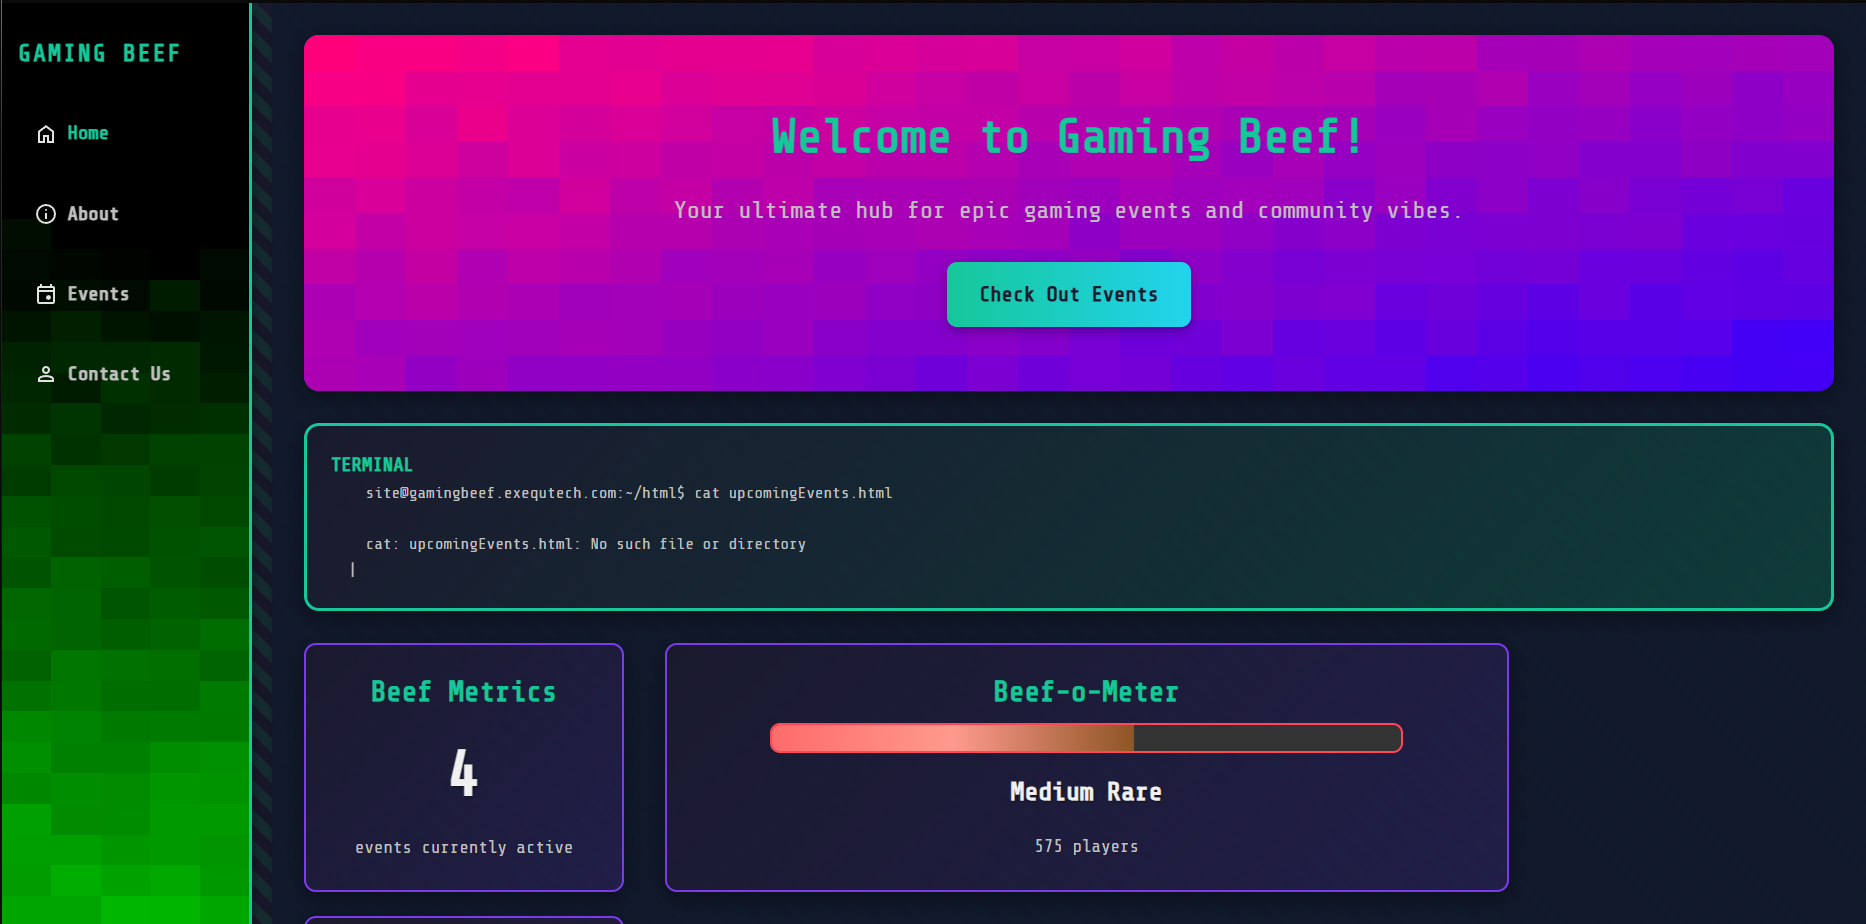 GAMING BEEF
Home
About
Events
Contact Us
Welcome to Gaming Beef!
Your ultimate hub for epic gaming events and community vibes.
Check Out Events
TERMINAL
site@gamingbeef.exequtech.com:~/html$ cat upcomingEvents.html
cat: upcomingEvents.html: No such file or directory
|
Beef Metrics
4
events currently active
Beef-o-Meter
Medium Rare
575 players